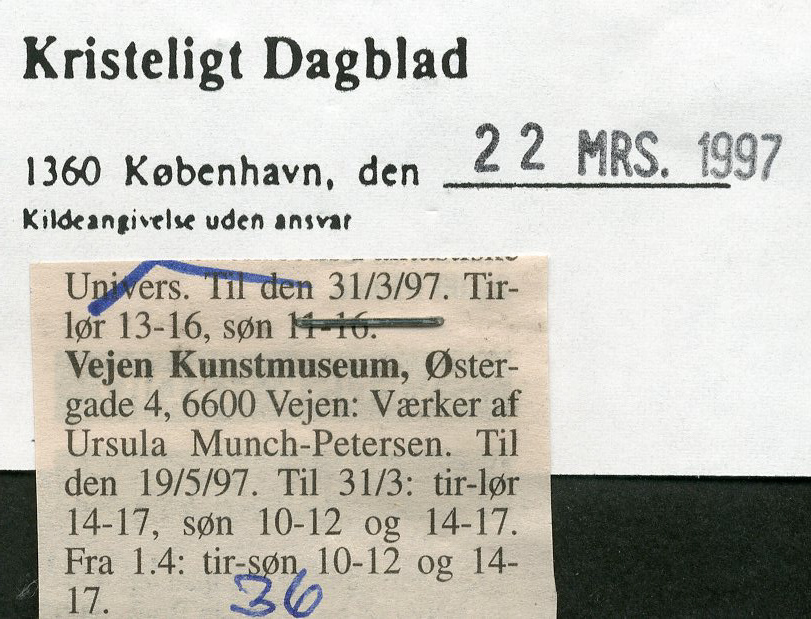 Kristeligt Dagblad
1360 København, den 22 MRS. 1997
Kildeangivelse uden ansvar
Univers. Til den 31/3/97. Tir-
lør 13-16, søn 11-16.
Vejen Kunstmuseum, Øster-
gade 4, 6600 Vejen: Værker af
Ursula Munch-Petersen. Til
den 19/5/97. Til 31/3: tir-lør
14-17, søn 10-12 og 14-17.
Fra 1.4: tir-søn 10-12 og 14-
17.
36